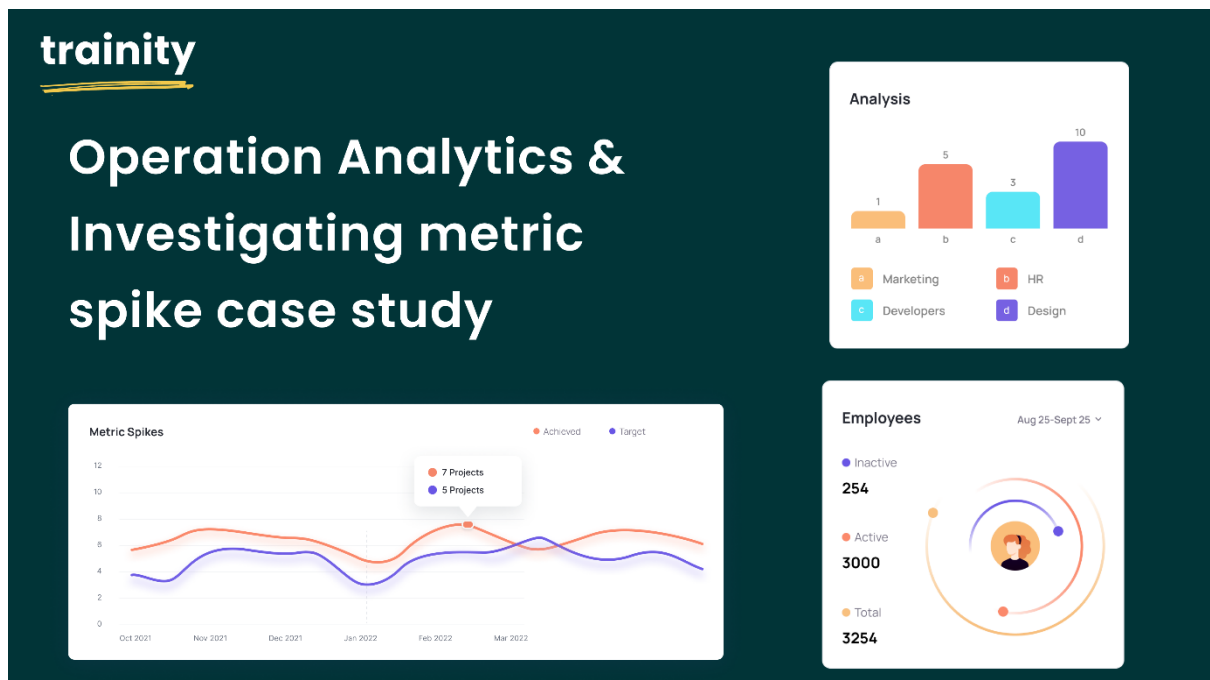 trainity
Operation Analytics &
Investigating metric
spike case study
Analysis
1
5
3
10
a
b
c
d
a Marketing
b HR
c Developers
d Design
Metric Spikes
Achieved
Target
7 Projects
5 Projects
12
10
8
6
4
2
0
Oct 2021
Nov 2021
Dec 2021
Jan 2022
Feb 2022
Mar 2022
Employees
Aug 25-Sept 25
Inactive
254
Active
3000
Total
3254